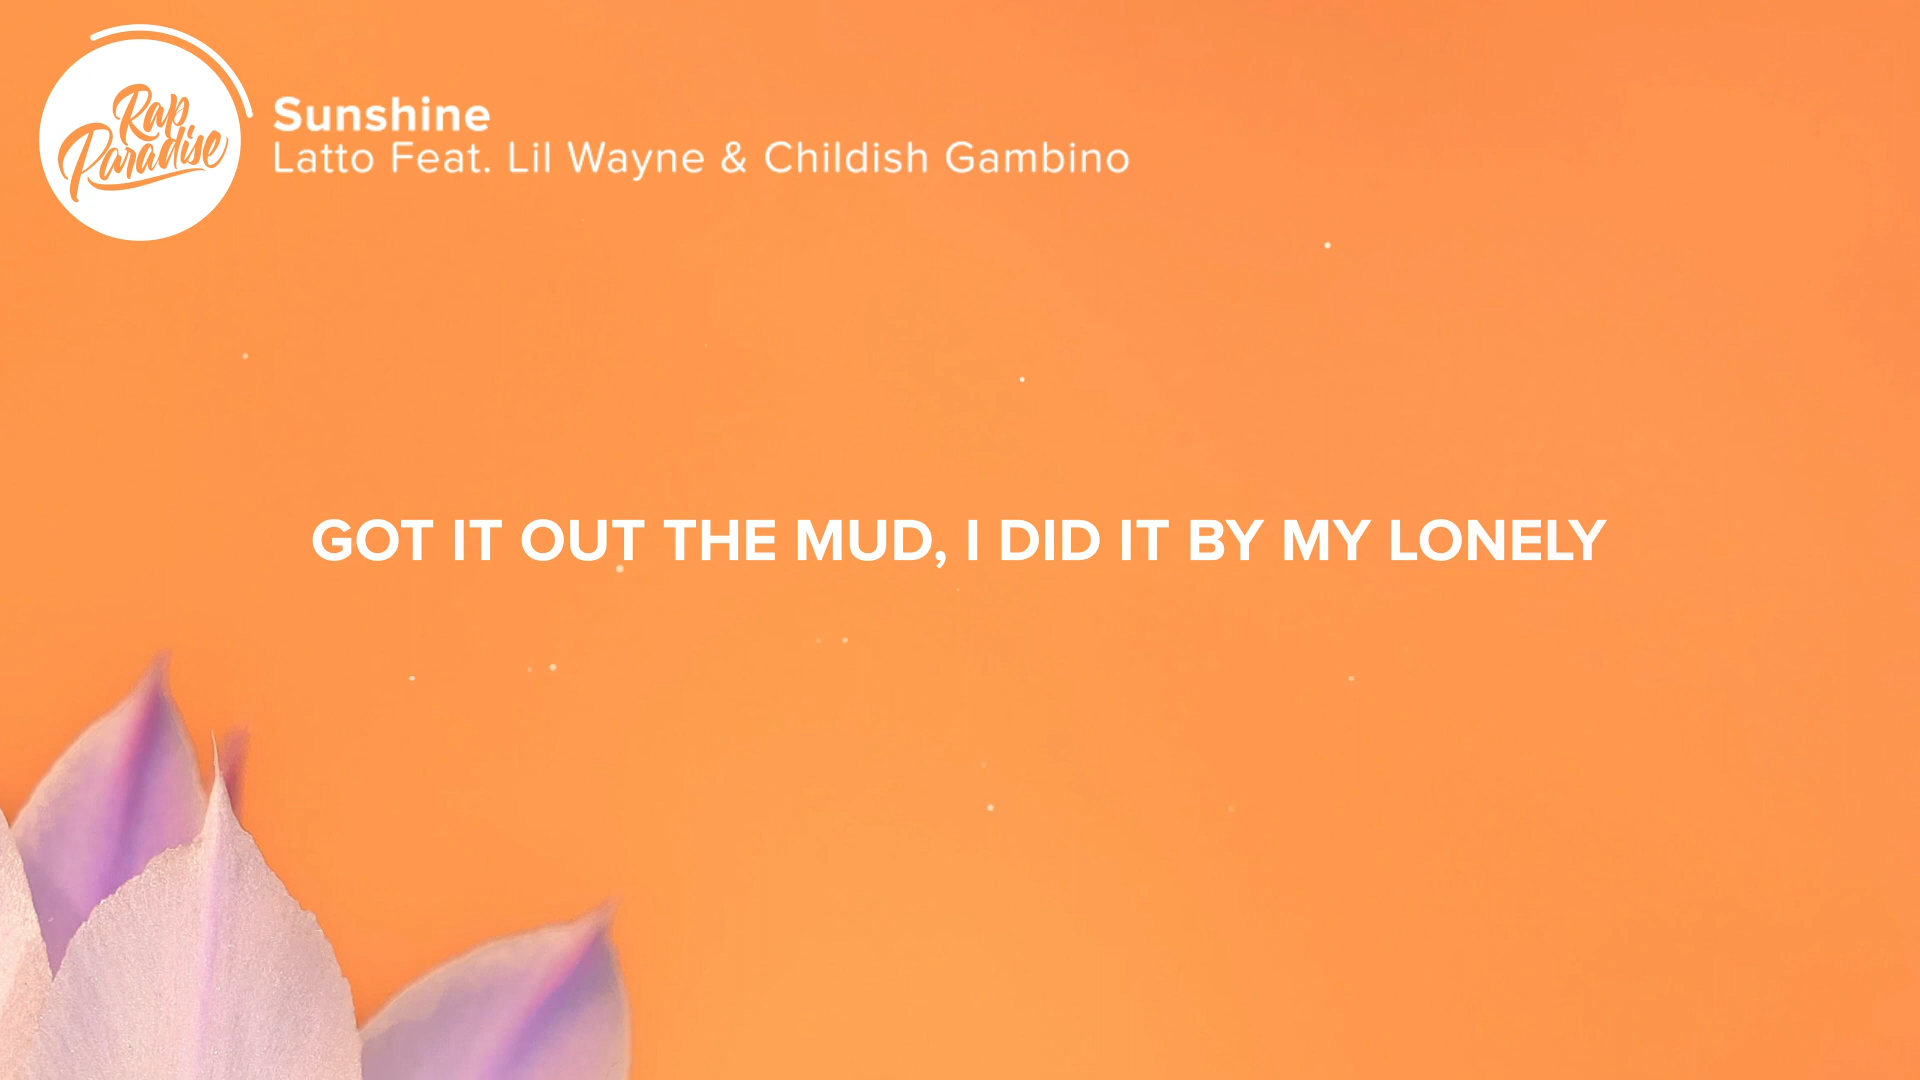 Rap
Paradise
Sunshine
Latto Feat. Lil Wayne & Childish Gambino
GOT IT OUT THE MUD, I DID IT BY MY LONELY